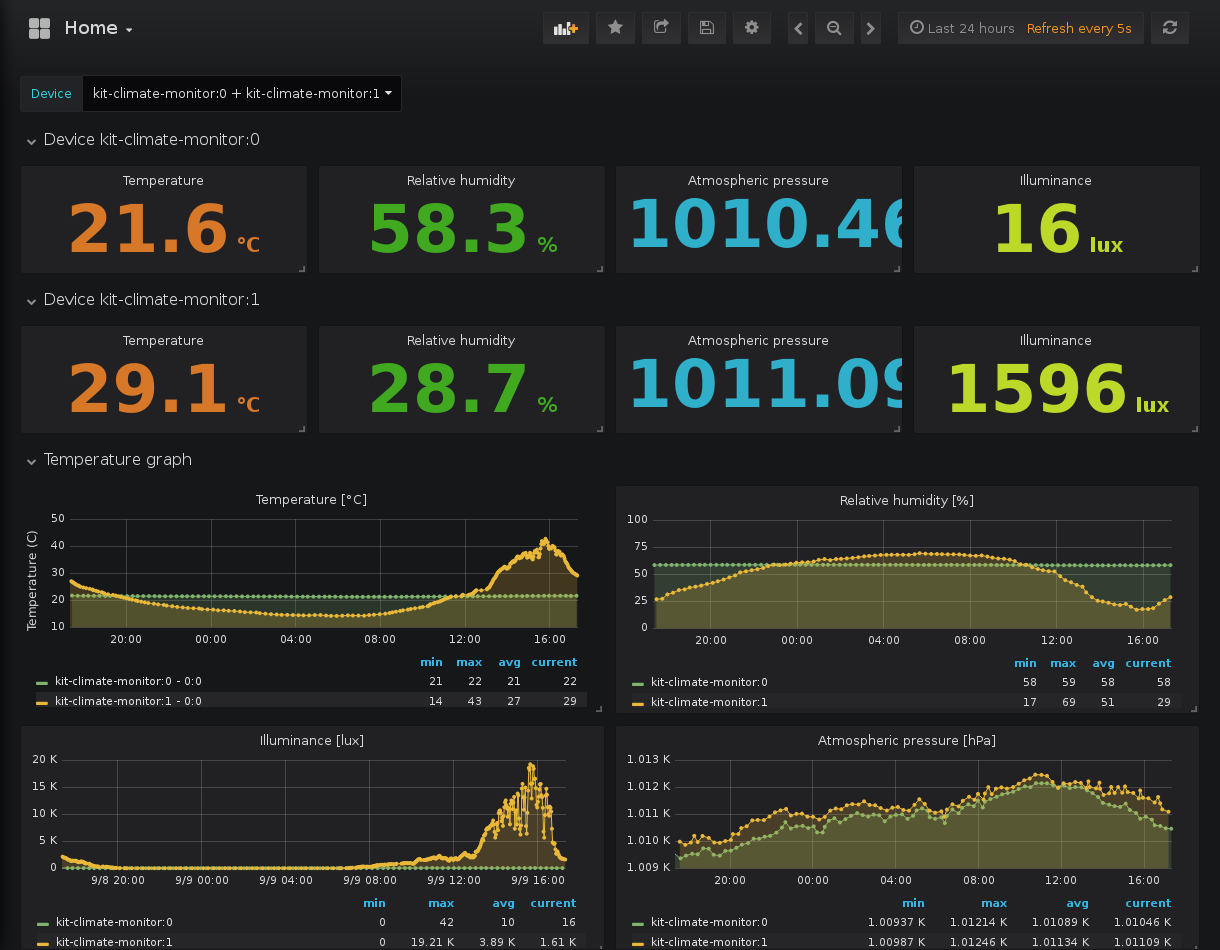 Home
Last 24 hours Refresh every 5s
Device kit-climate-monitor:0 + kit-climate-monitor:1
Device kit-climate-monitor:0
Temperature Relative humidity Atmospheric pressure Illuminance
21.6 °C 58.3 % 1010.46 16 lux
Device kit-climate-monitor:1
Temperature Relative humidity Atmospheric pressure Illuminance
29.1 °C 28.7 % 1011.09 1596 lux
Temperature graph
Temperature [°C]
Temperature (C)
50
40
30
20
10
20:00 00:00 04:00 08:00 12:00 16:00
min max avg current
kit-climate-monitor:0 - 0:0 21 22 21 22
kit-climate-monitor:1 - 0:0 14 43 27 29
Relative humidity [%]
100
75
50
25
0
20:00 00:00 04:00 08:00 12:00 16:00
min max avg current
kit-climate-monitor:0 58 59 58 58
kit-climate-monitor:1 17 69 51 29
Illuminance [lux]
20 K
15 K
10 K
5 K
0
9/8 20:00 9/9 00:00 9/9 04:00 9/9 08:00 9/9 12:00 9/9 16:00
min max avg current
kit-climate-monitor:0 0 42 10 16
kit-climate-monitor:1 0 19.21 K 3.89 K 1.61 K
Atmospheric pressure [hPa]
1.013 K
1.012 K
1.011 K
1.010 K
1.009 K
20:00 00:00 04:00 08:00 12:00 16:00
min max avg current
kit-climate-monitor:0 1.00937 K 1.01214 K 1.01089 K 1.01046 K
kit-climate-monitor:1 1.00987 K 1.01246 K 1.01134 K 1.01109 K